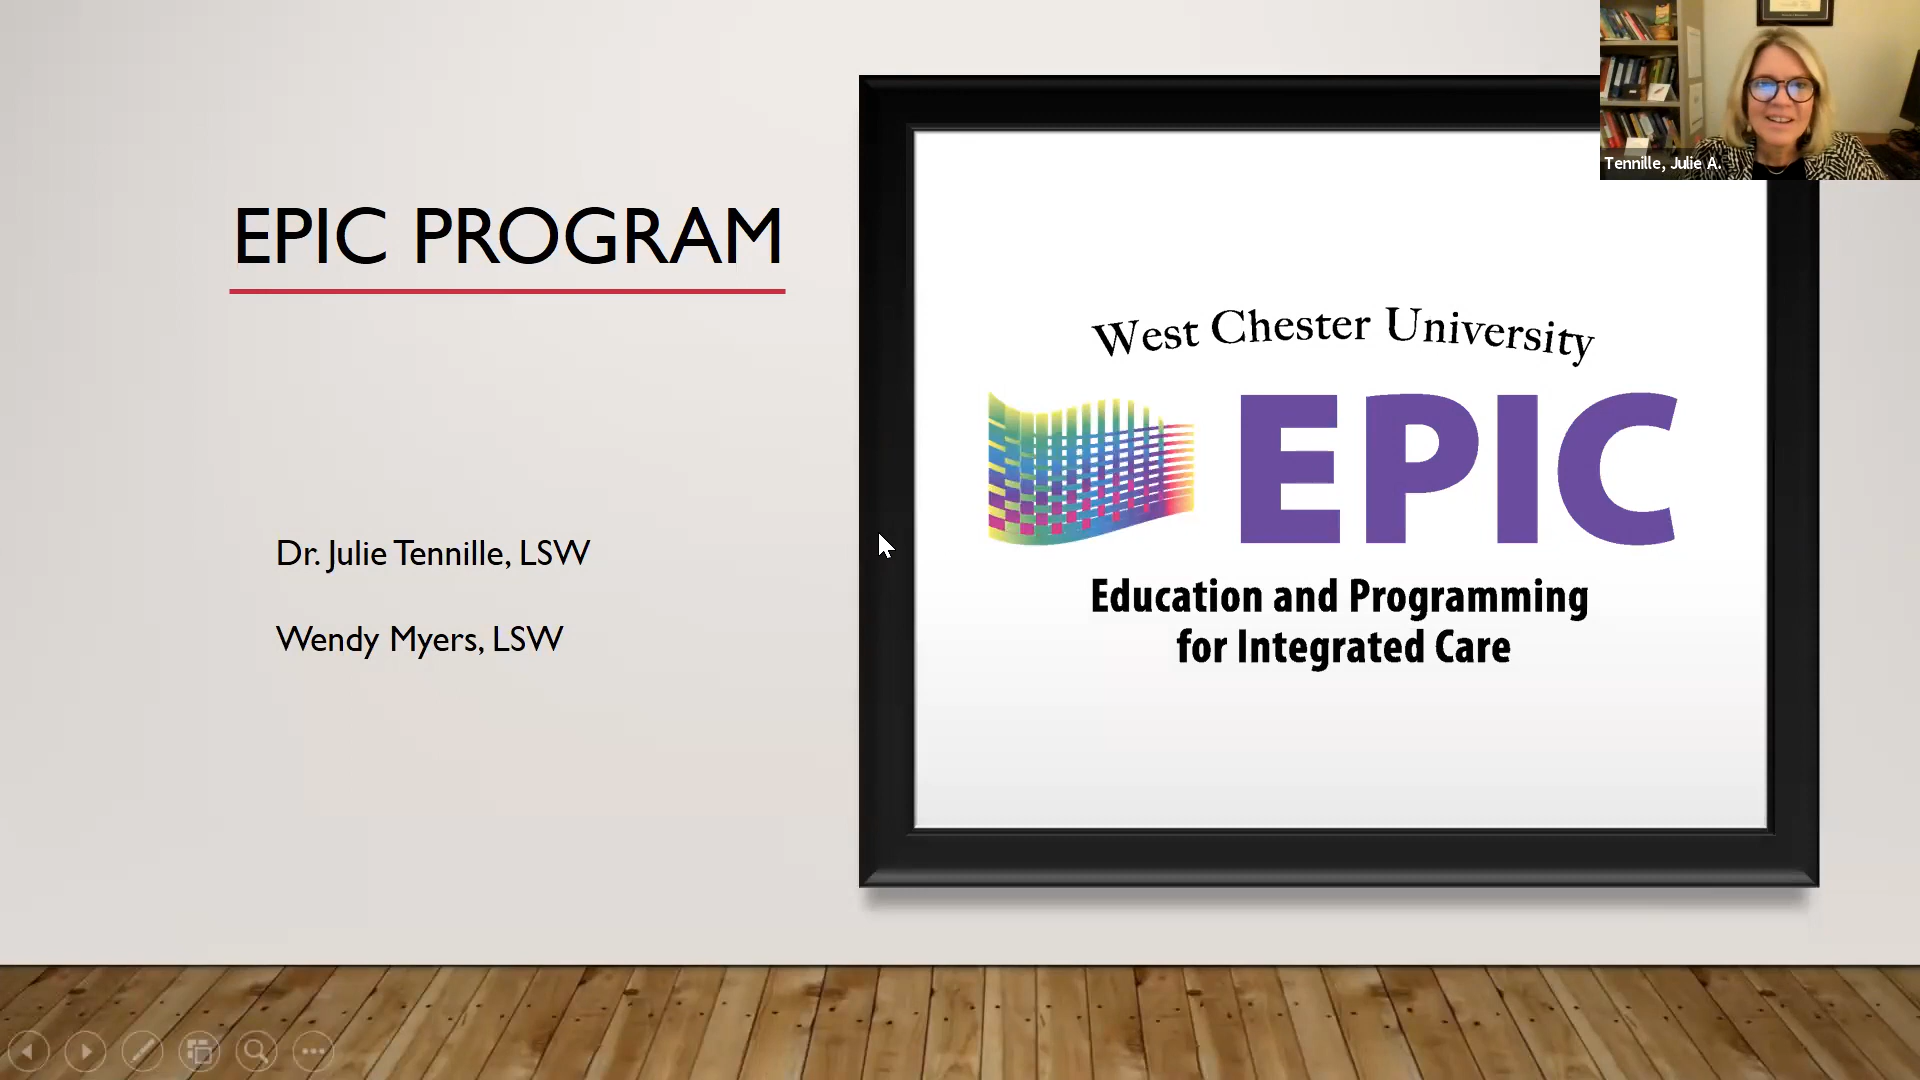 EPIC PROGRAM
Dr. Julie Tennille, LSW
Wendy Myers, LSW
West Chester University
EPIC
Education and Programming
for Integrated Care
Tennille, Julie A.